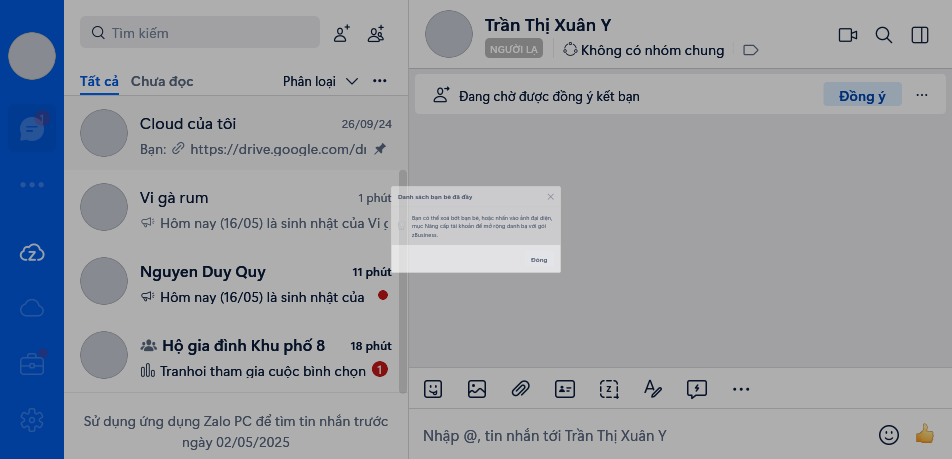 Tìm kiếm
Tất cả Chưa đọc Phân loại
1
Cloud của tôi 26/09/24
Bạn: https://drive.google.com/dr
Vi gà rum 1 phút
Hôm nay (16/05) là sinh nhật của Vi g
Nguyen Duy Quy 11 phút
Hôm nay (16/05) là sinh nhật của
Hộ gia đình Khu phố 8 18 phút
Tranhoi tham gia cuộc bình chọn 1
Sử dụng ứng dụng Zalo PC để tìm tin nhắn trước
ngày 02/05/2025
Trần Thị Xuân Y
NGƯỜI LẠ Không có nhóm chung
Đang chờ được đồng ý kết bạn Đồng ý
Danh sách bạn bè đã đầy
Bạn có thể xoá bớt bạn bè, hoặc nhấn vào ảnh đại diện,
mục Nâng cấp tài khoản để mở rộng danh bạ với gói
zBusiness.
Đóng
Nhập @, tin nhắn tới Trần Thị Xuân Y